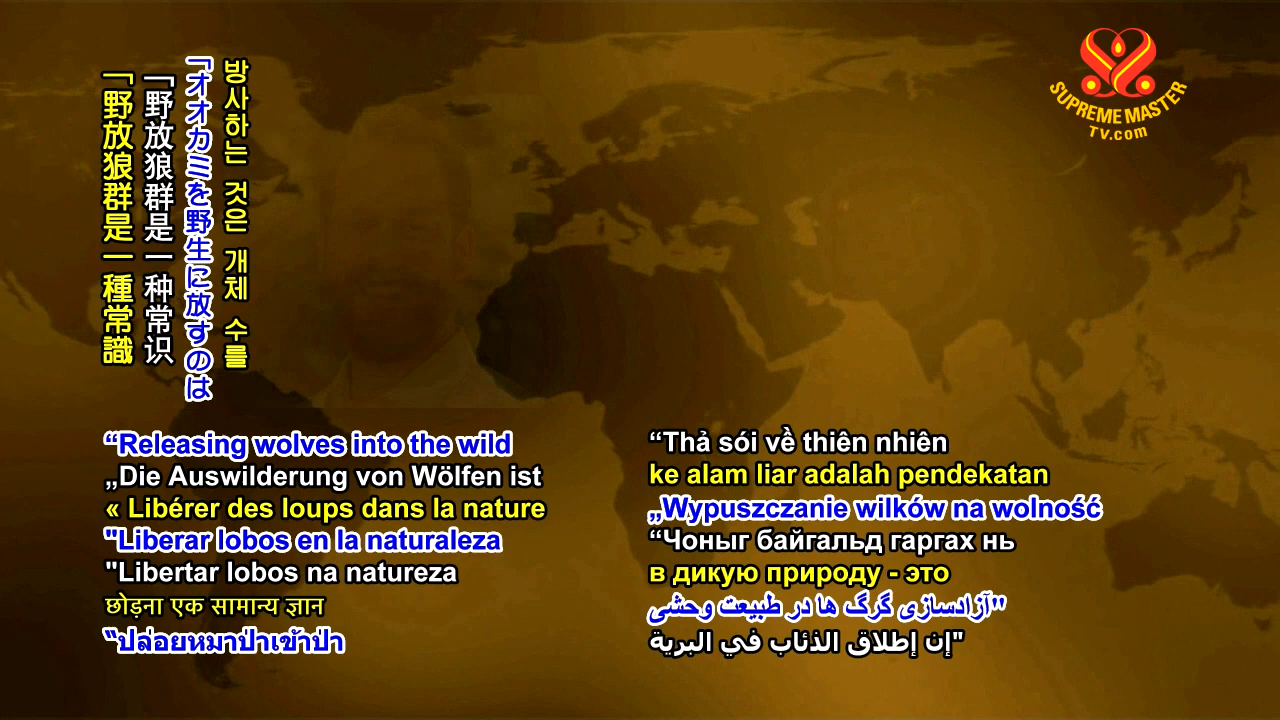 「野放狼群是一種常識
「野放狼群是一种常识
「オオカミを野生に放すのは
방사하는 것은 개체 수를
SUPREME MASTER
TV.com
“Releasing wolves into the wild
„Die Auswilderung von Wölfen ist
« Libérer des loups dans la nature
"Liberar lobos en la naturaleza
"Libertar lobos na natureza
छोड़ना एक सामान्य ज्ञान
“ปล่อยหมาป่าเข้าป่า
“Thả sói về thiên nhiên
ke alam liar adalah pendekatan
„Wypuszczanie wilków na wolność
“Чоныг байгальд гаргах нь
в дикую природу - это
"آزادسازی گرگ ها در طبیعت وحشی
"إن إطلاق الذئاب في البرية